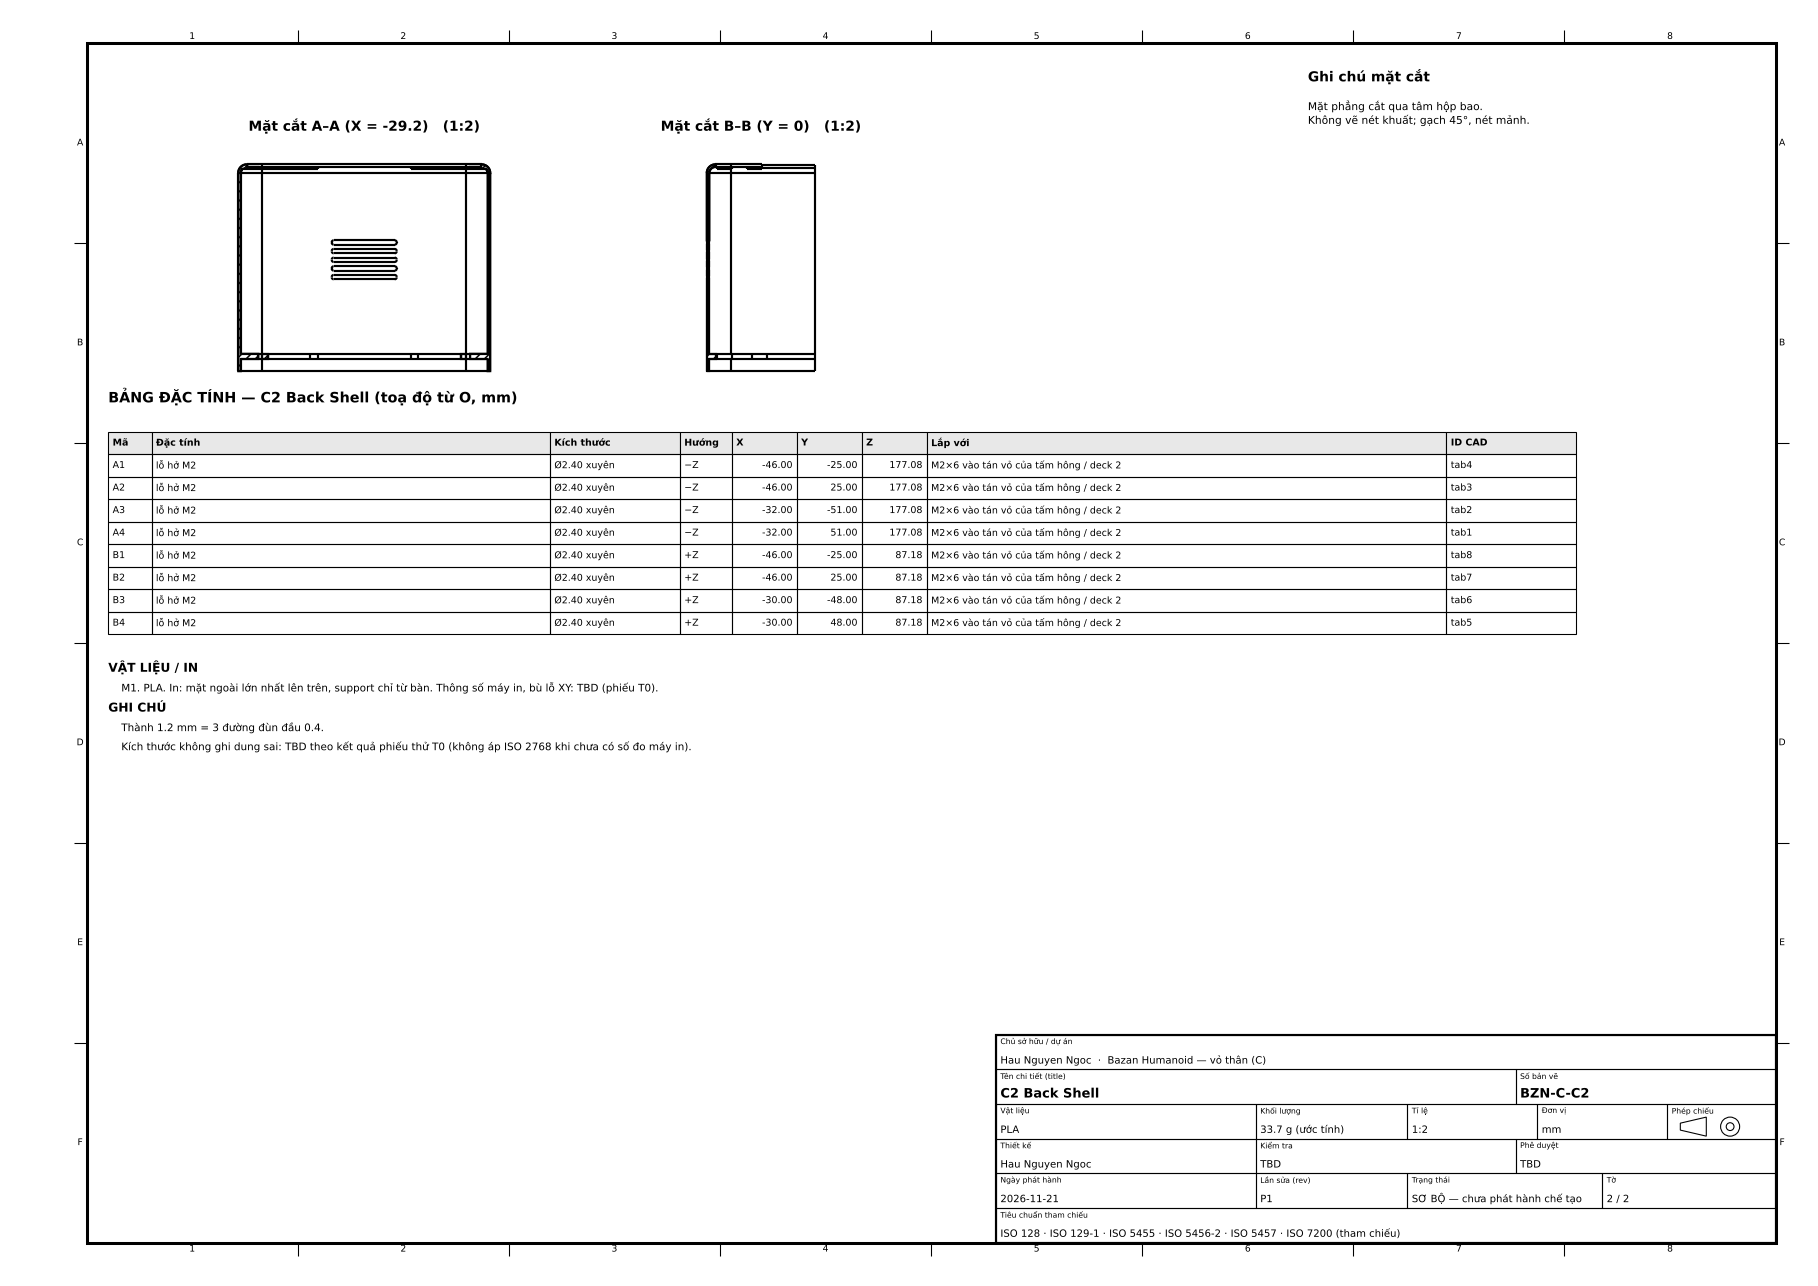 1 2 3 4 5 6 7 8
Ghi chú mặt cắt
Mặt phẳng cắt qua tâm hộp bao.
Không vẽ nét khuất; gạch 45°, nét mảnh.
Mặt cắt A–A (X = -29.2) (1:2)
Mặt cắt B–B (Y = 0) (1:2)
A A
B B
BẢNG ĐẶC TÍNH — C2 Back Shell (toạ độ từ O, mm)
Mã Đặc tính Kích thước Hướng X Y Z Lắp với ID CAD
A1 lỗ hở M2 Ø2.40 xuyên −Z -46.00 -25.00 177.08 M2×6 vào tán vỏ của tấm hông / deck 2 tab4
A2 lỗ hở M2 Ø2.40 xuyên −Z -46.00 25.00 177.08 M2×6 vào tán vỏ của tấm hông / deck 2 tab3
A3 lỗ hở M2 Ø2.40 xuyên −Z -32.00 -51.00 177.08 M2×6 vào tán vỏ của tấm hông / deck 2 tab2
A4 lỗ hở M2 Ø2.40 xuyên −Z -32.00 51.00 177.08 M2×6 vào tán vỏ của tấm hông / deck 2 tab1
C C
B1 lỗ hở M2 Ø2.40 xuyên +Z -46.00 -25.00 87.18 M2×6 vào tán vỏ của tấm hông / deck 2 tab8
B2 lỗ hở M2 Ø2.40 xuyên +Z -46.00 25.00 87.18 M2×6 vào tán vỏ của tấm hông / deck 2 tab7
B3 lỗ hở M2 Ø2.40 xuyên +Z -30.00 -48.00 87.18 M2×6 vào tán vỏ của tấm hông / deck 2 tab6
B4 lỗ hở M2 Ø2.40 xuyên +Z -30.00 48.00 87.18 M2×6 vào tán vỏ của tấm hông / deck 2 tab5
VẬT LIỆU / IN
M1. PLA. In: mặt ngoài lớn nhất lên trên, support chỉ từ bàn. Thông số máy in, bù lỗ XY: TBD (phiếu T0).
GHI CHÚ
Thành 1.2 mm = 3 đường đùn đầu 0.4.
D D
Kích thước không ghi dung sai: TBD theo kết quả phiếu thử T0 (không áp ISO 2768 khi chưa có số đo máy in).
E E
Chủ sở hữu / dự án
Hau Nguyen Ngoc · Bazan Humanoid — vỏ thân (C)
Tên chi tiết (title) Số bản vẽ
C2 Back Shell BZN-C-C2
Vật liệu Khối lượng Tỉ lệ Đơn vị Phép chiếu
PLA 33.7 g (ước tính) 1:2 mm
F F
Thiết kế Kiểm tra Phê duyệt
Hau Nguyen Ngoc TBD TBD
Ngày phát hành Lần sửa (rev) Trạng thái Tờ
2026-11-21 P1 SƠ BỘ — chưa phát hành chế tạo 2 / 2
Tiêu chuẩn tham chiếu
ISO 128 · ISO 129-1 · ISO 5455 · ISO 5456-2 · ISO 5457 · ISO 7200 (tham chiếu)
1 2 3 4 5 6 7 8